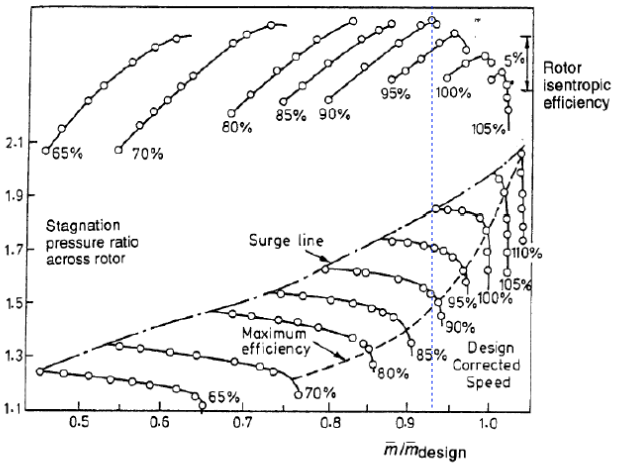 5%
Rotor
isentropic
efficiency
65%
70%
80%
85%
90%
95%
100%
105%
2.1
1.9
1.7
1.5
1.3
1.1
Stagnation
pressure ratio
across rotor
Surge line
Maximum
efficiency
65%
70%
80%
85%
90%
95%
100%
105%
110%
Design
Corrected
Speed
0.5 0.6 0.7 0.8 0.9 1.0
m̅/m̅design